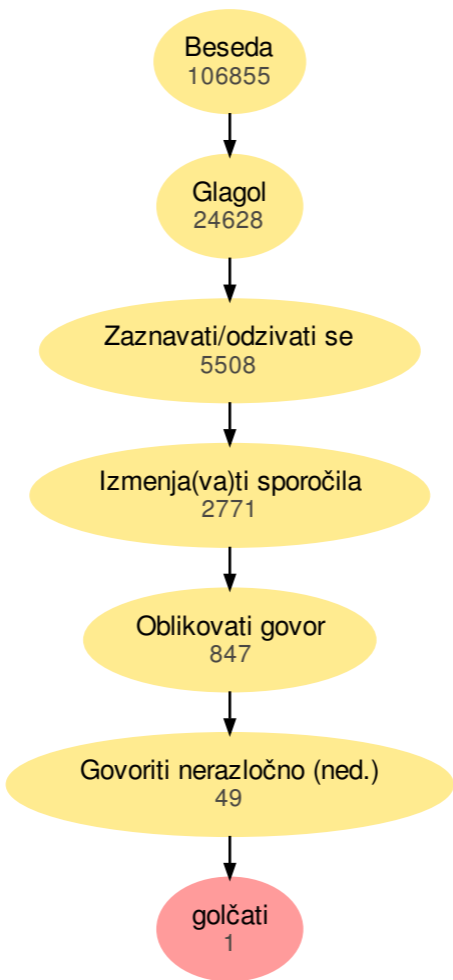 Beseda
106855
Glagol
24628
Zaznavati/odzivati se
5508
Izmenja(va)ti sporočila
2771
Oblikovati govor
847
Govoriti nerazločno (ned.)
49
golčati
1